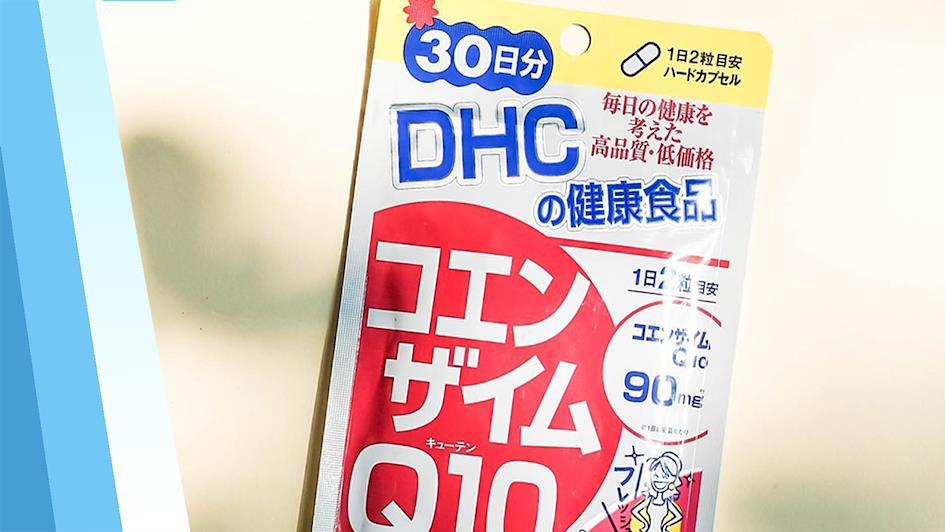 30日分
1日2粒目安
ハードカプセル
DHC
毎日の健康を
考えた
高品質・低価格
の健康食品
コエン
ザイム
キューテン
Q10
1日2粒目安
コエンザイム
Q10
90mg